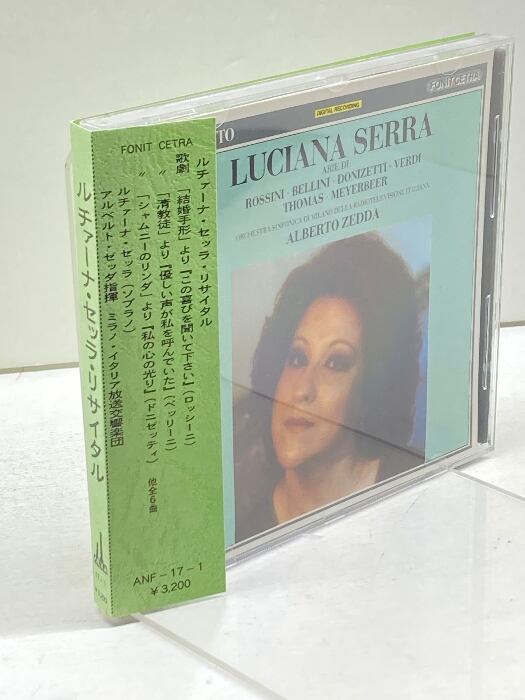 ルチァーナ・セッラ・リサイタル
FONIT CETRA
ルチァーナ・セッラ・リサイタル
歌劇「結婚手形」より『この喜びを聞いて下さい』(ロッシーニ)
〃「清教徒」より『優しい声が私を呼んでいた』(ベッリーニ)
〃「シャムニーのリンダ」より『私の心の光り』(ドニゼッティ)
他全6曲
ルチァーナ・セッラ(ソプラノ)
アルベルト・ゼッダ指揮 ミラノ・イタリア放送交響楽団
ANF-17-1
¥3,200
FONIT CETRA
DIGITAL RECORDING
TO
LUCIANA SERRA
ARIE DI
ROSSINI · BELLINI · DONIZETTI · VERDI
THOMAS · MEYERBEER
ORCHESTRA SINFONICA DI MILANO DELLA RADIOTELEVISIONE ITALIANA
ALBERTO ZEDDA